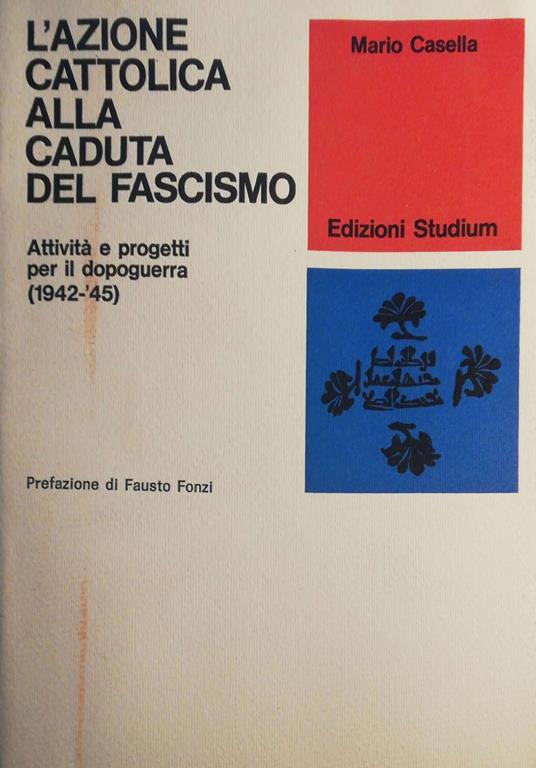 L'AZIONE
CATTOLICA
ALLA
CADUTA
DEL FASCISMO
Attività e progetti
per il dopoguerra
(1942-'45)
Prefazione di Fausto Fonzi
Mario Casella
Edizioni Studium